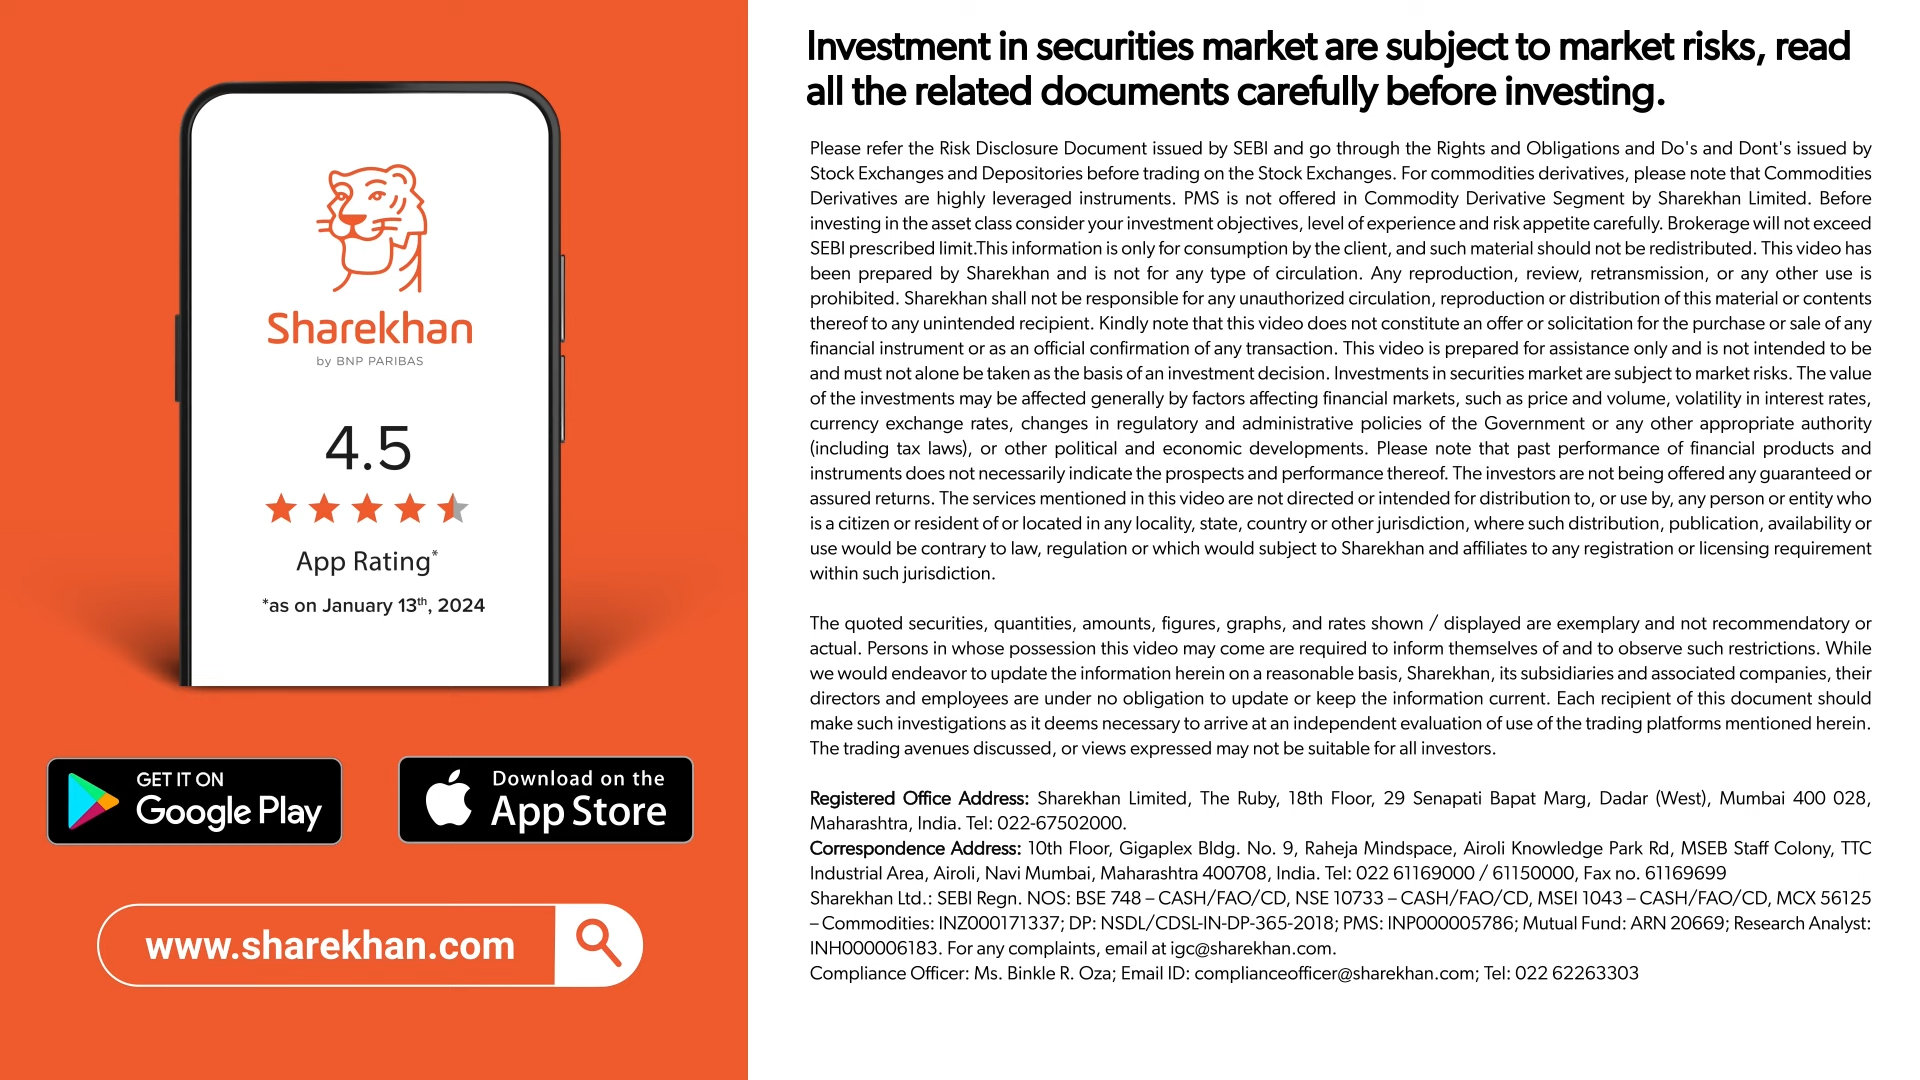 Sharekhan
by BNP PARIBAS
4.5
App Rating*
*as on January 13th, 2024
GET IT ON
Google Play
Download on the
App Store
www.sharekhan.com
Investment in securities market are subject to market risks, read
all the related documents carefully before investing.
Please refer the Risk Disclosure Document issued by SEBI and go through the Rights and Obligations and Do's and Dont's issued by
Stock Exchanges and Depositories before trading on the Stock Exchanges. For commodities derivatives, please note that Commodities
Derivatives are highly leveraged instruments. PMS is not offered in Commodity Derivative Segment by Sharekhan Limited. Before
investing in the asset class consider your investment objectives, level of experience and risk appetite carefully. Brokerage will not exceed
SEBI prescribed limit.This information is only for consumption by the client, and such material should not be redistributed. This video has
been prepared by Sharekhan and is not for any type of circulation. Any reproduction, review, retransmission, or any other use is
prohibited. Sharekhan shall not be responsible for any unauthorized circulation, reproduction or distribution of this material or contents
thereof to any unintended recipient. Kindly note that this video does not constitute an offer or solicitation for the purchase or sale of any
financial instrument or as an official confirmation of any transaction. This video is prepared for assistance only and is not intended to be
and must not alone be taken as the basis of an investment decision. Investments in securities market are subject to market risks. The value
of the investments may be affected generally by factors affecting financial markets, such as price and volume, volatility in interest rates,
currency exchange rates, changes in regulatory and administrative policies of the Government or any other appropriate authority
(including tax laws), or other political and economic developments. Please note that past performance of financial products and
instruments does not necessarily indicate the prospects and performance thereof. The investors are not being offered any guaranteed or
assured returns. The services mentioned in this video are not directed or intended for distribution to, or use by, any person or entity who
is a citizen or resident of or located in any locality, state, country or other jurisdiction, where such distribution, publication, availability or
use would be contrary to law, regulation or which would subject to Sharekhan and affiliates to any registration or licensing requirement
within such jurisdiction.
The quoted securities, quantities, amounts, figures, graphs, and rates shown / displayed are exemplary and not recommendatory or
actual. Persons in whose possession this video may come are required to inform themselves of and to observe such restrictions. While
we would endeavor to update the information herein on a reasonable basis, Sharekhan, its subsidiaries and associated companies, their
directors and employees are under no obligation to update or keep the information current. Each recipient of this document should
make such investigations as it deems necessary to arrive at an independent evaluation of use of the trading platforms mentioned herein.
The trading avenues discussed, or views expressed may not be suitable for all investors.
Registered Office Address: Sharekhan Limited, The Ruby, 18th Floor, 29 Senapati Bapat Marg, Dadar (West), Mumbai 400 028,
Maharashtra, India. Tel: 022-67502000.
Correspondence Address: 10th Floor, Gigaplex Bldg. No. 9, Raheja Mindspace, Airoli Knowledge Park Rd, MSEB Staff Colony, TTC
Industrial Area, Airoli, Navi Mumbai, Maharashtra 400708, India. Tel: 022 61169000 / 61150000, Fax no. 61169699
Sharekhan Ltd.: SEBI Regn. NOS: BSE 748 – CASH/FAO/CD, NSE 10733 – CASH/FAO/CD, MSEI 1043 – CASH/FAO/CD, MCX 56125
– Commodities: INZ000171337; DP: NSDL/CDSL-IN-DP-365-2018; PMS: INP000005786; Mutual Fund: ARN 20669; Research Analyst:
INH000006183. For any complaints, email at igc@sharekhan.com.
Compliance Officer: Ms. Binkle R. Oza; Email ID: complianceofficer@sharekhan.com; Tel: 022 62263303